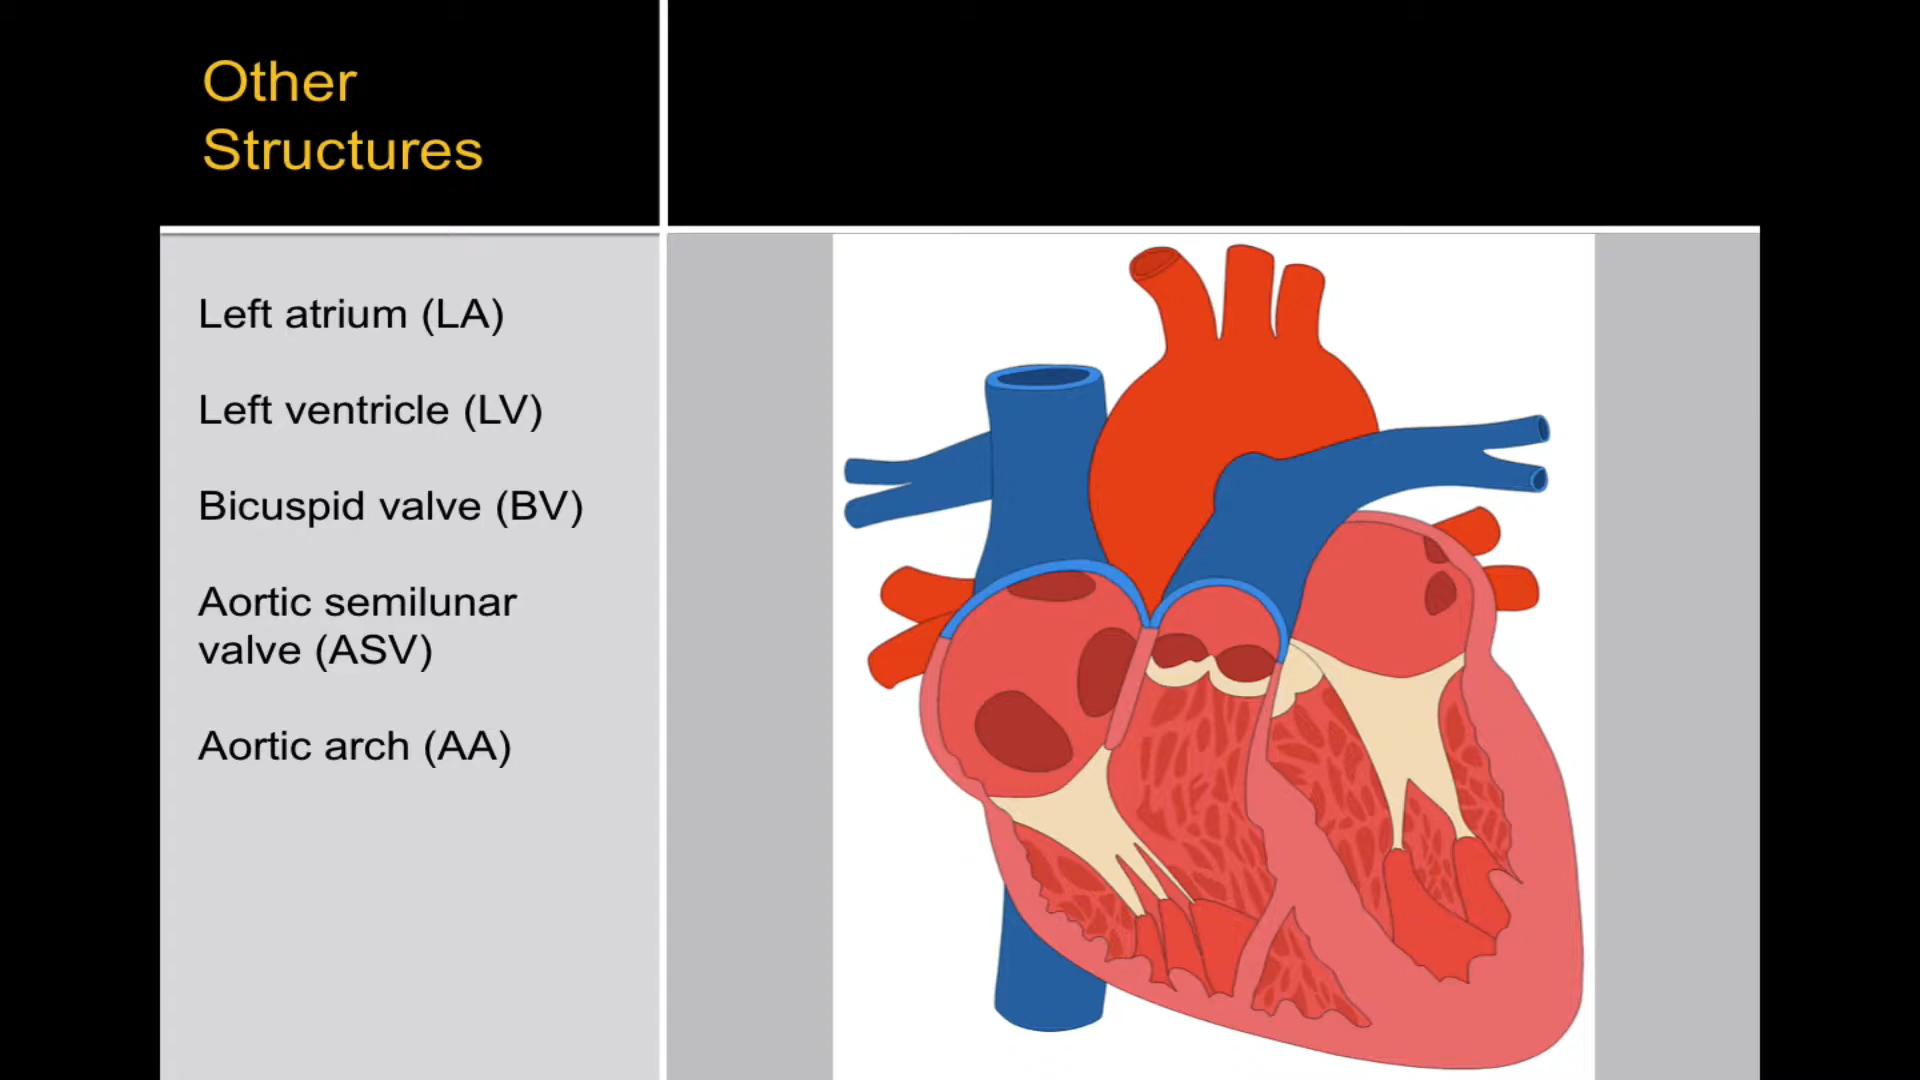 Other
Structures
Left atrium (LA)
Left ventricle (LV)
Bicuspid valve (BV)
Aortic semilunar
valve (ASV)
Aortic arch (AA)